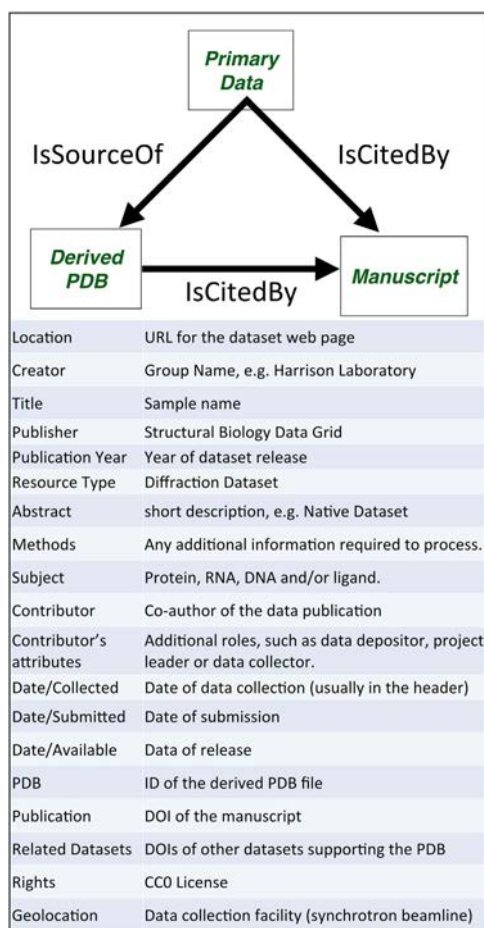 Primary
Data
IsSourceOf
IsCitedBy
Derived
PDB
IsCitedBy
Manuscript
Location URL for the dataset web page
Creator Group Name, e.g. Harrison Laboratory
Title Sample name
Publisher Structural Biology Data Grid
Publication Year Year of dataset release
Resource Type Diffraction Dataset
Abstract short description, e.g. Native Dataset
Methods Any additional information required to process.
Subject Protein, RNA, DNA and/or ligand.
Contributor Co-author of the data publication
Contributor's Additional roles, such as data depositor, project
attributes leader or data collector.
Date/Collected Date of data collection (usually in the header)
Date/Submitted Date of submission
Date/Available Data of release
PDB ID of the derived PDB file
Publication DOI of the manuscript
Related Datasets DOIs of other datasets supporting the PDB
Rights CC0 License
Geolocation Data collection facility (synchrotron beamline)